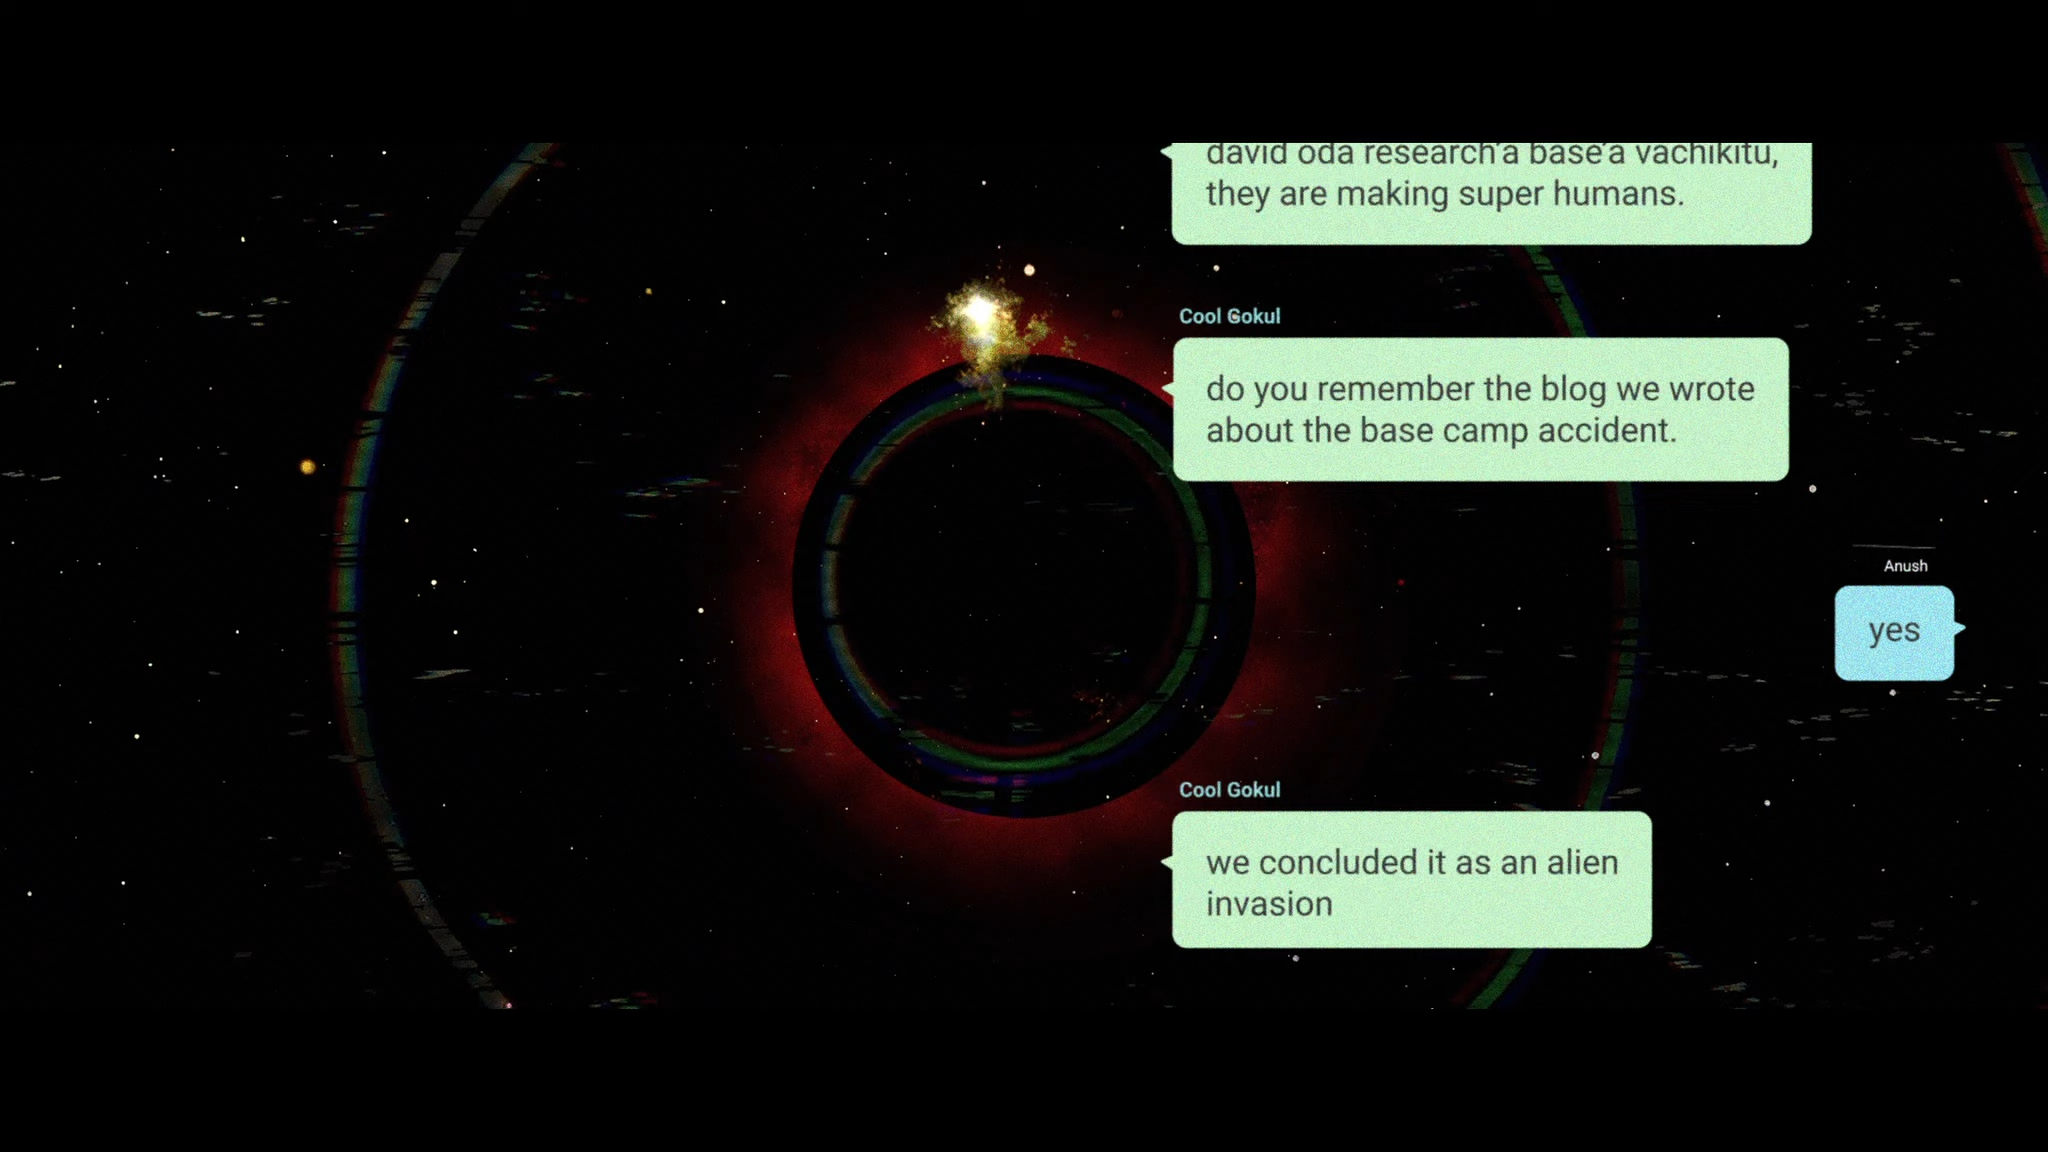 david oda research'a base'a vachikitu,
they are making super humans.
Cool Gokul
do you remember the blog we wrote
about the base camp accident.
Anush
yes
Cool Gokul
we concluded it as an alien
invasion